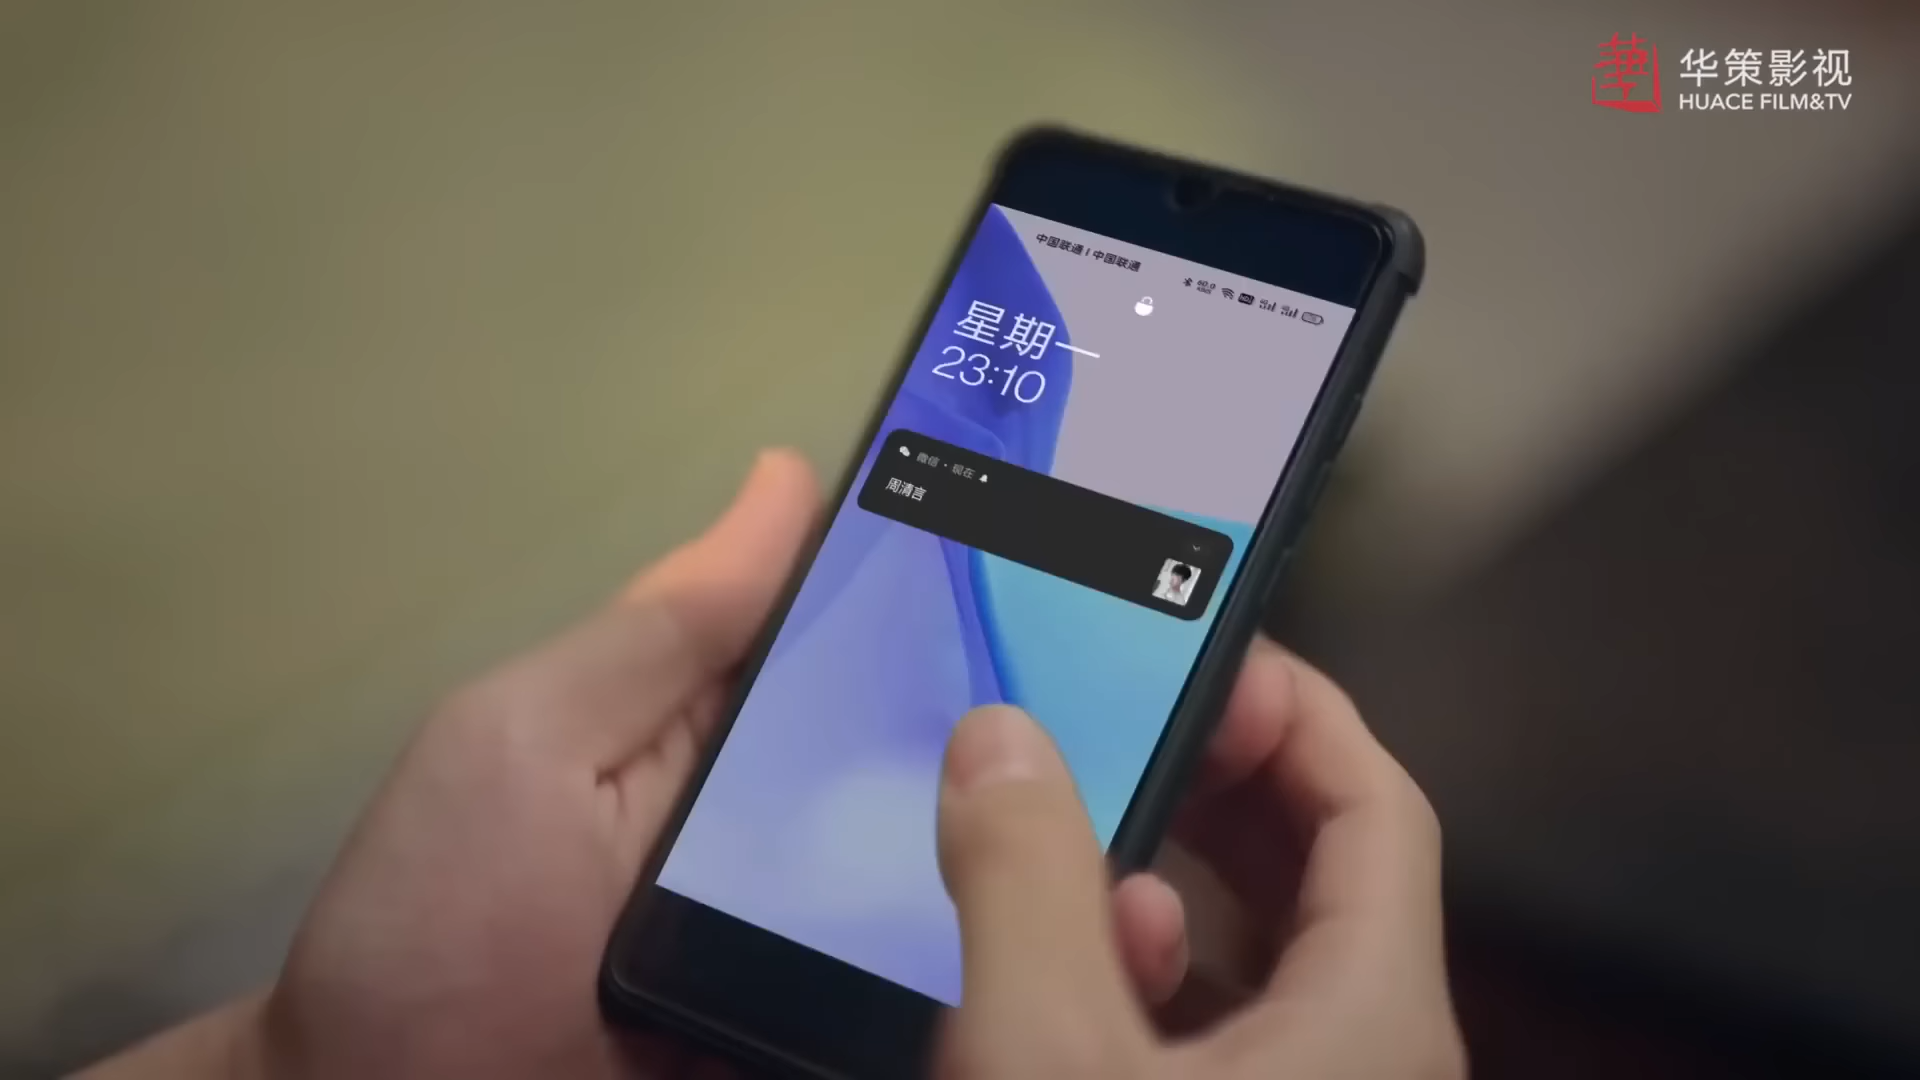 华策影视
HUACE FILM&TV
中国联通 | 中国联通
星期一
23:10
微信 · 现在
周清言